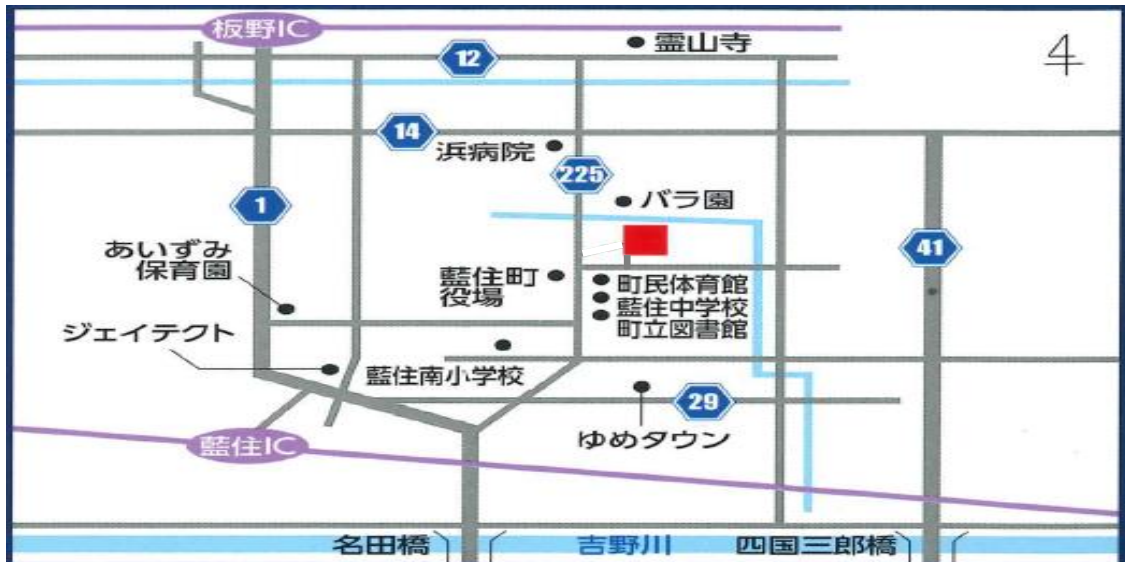 板野IC
霊山寺
12
14
浜病院
225
バラ園
1
41
あいずみ
保育園
藍住町
役場
町民体育館
藍住中学校
町立図書館
ジェイテクト
藍住南小学校
29
ゆめタウン
藍住IC
名田橋
吉野川
四国三郎橋